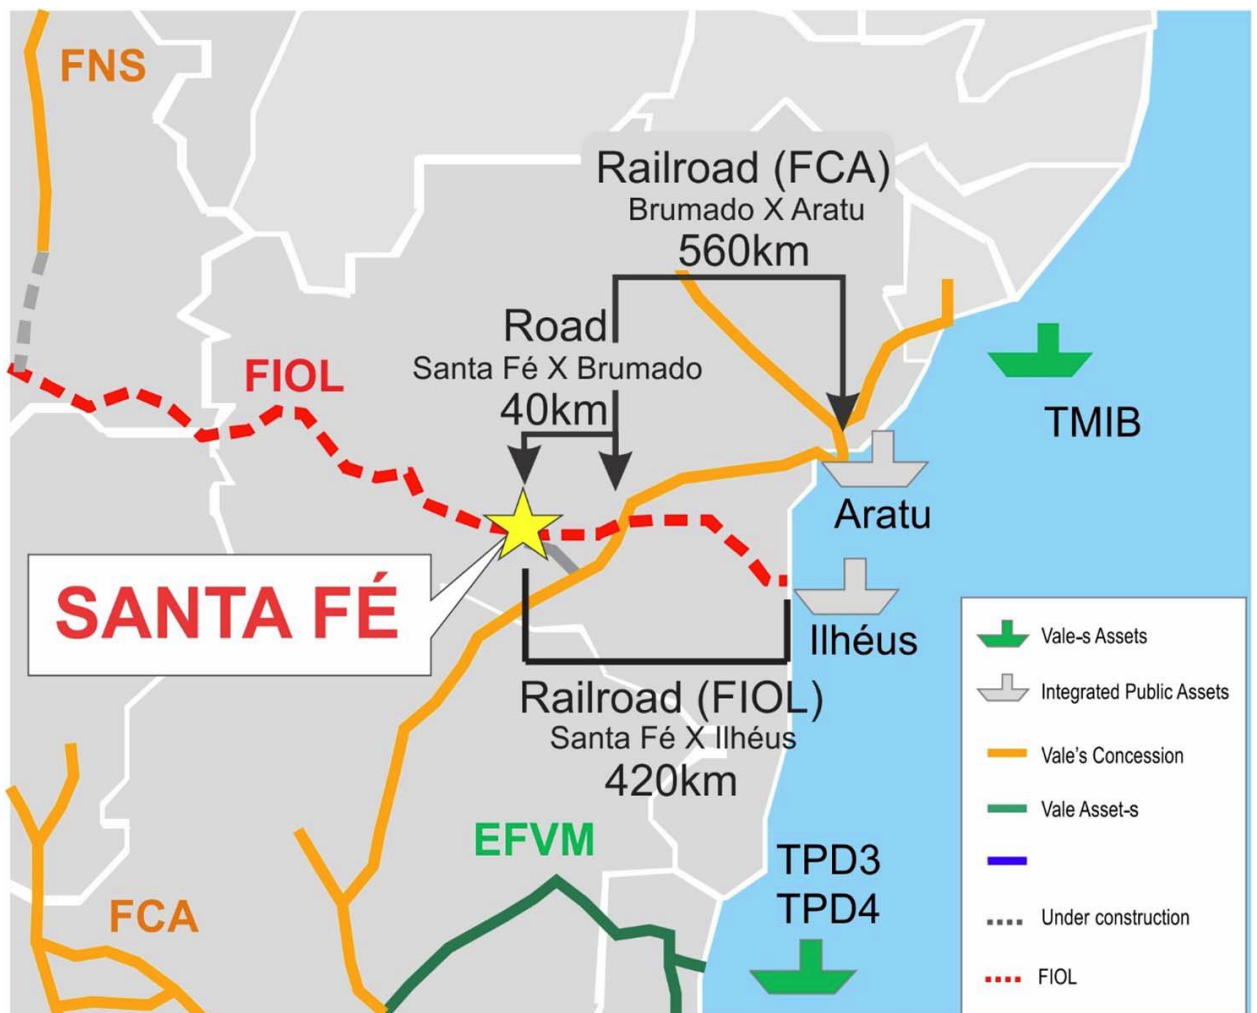 FNS
Railroad (FCA)
Brumado X Aratu
560km
Road
Santa Fé X Brumado
40km
FIOL
TMIB
Aratu
SANTA FÉ
Ilhéus
Railroad (FIOL)
Santa Fé X Ilhéus
420km
EFVM
TPD3
TPD4
FCA
Vale-s Assets
Integrated Public Assets
Vale's Concession
Vale Asset-s
Under construction
FIOL